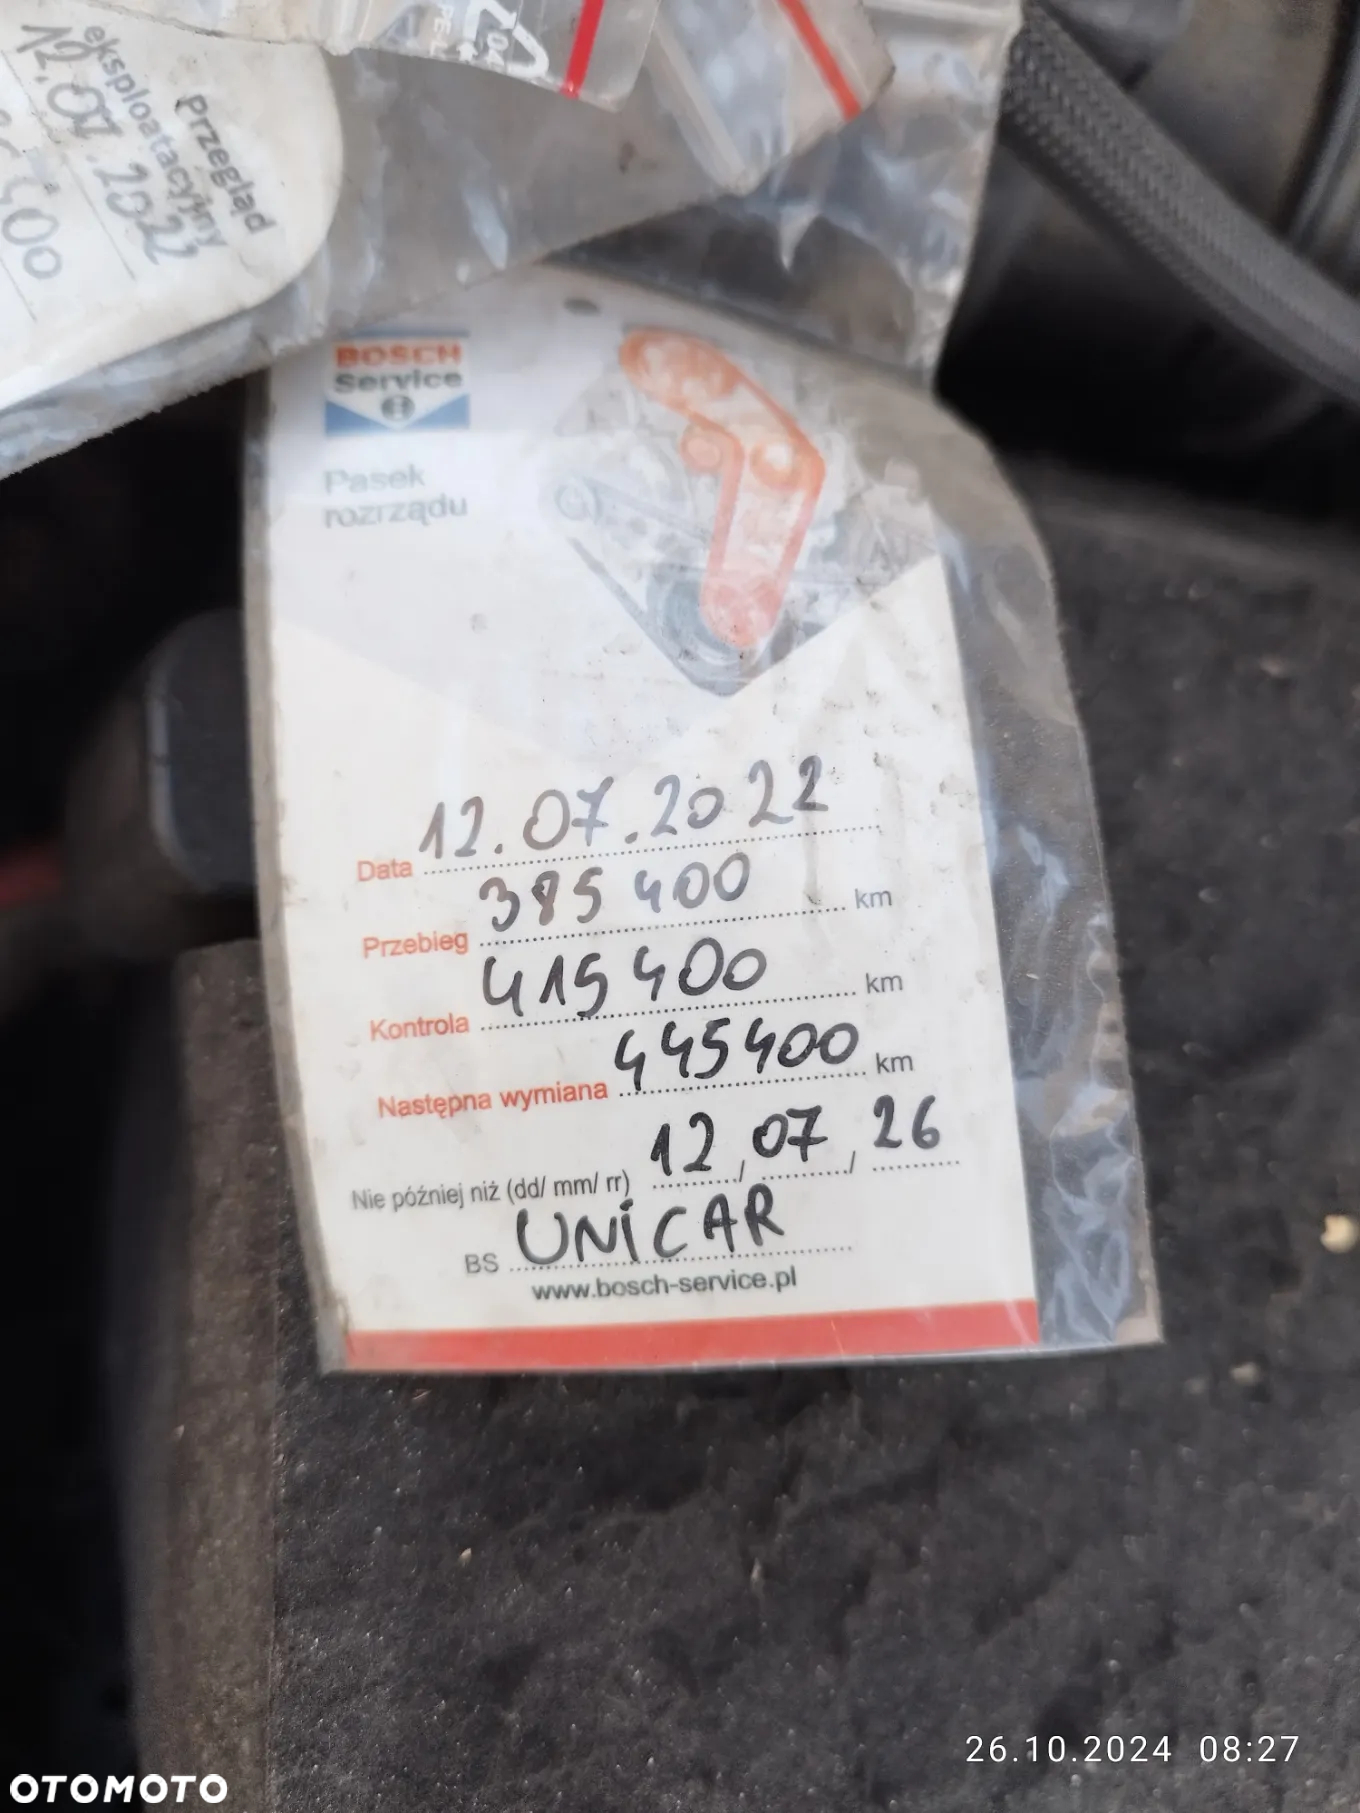 Przegląd
eksploatacyjny
12.07.2022
BOSCH
Service
Pasek
rozrządu
Data 12.07.2022
Przebieg 385400 km
Kontrola 415400 km
Następna wymiana 445400 km
Nie później niż (dd/ mm/ rr) 12/07/26
BS UNiCAR
www.bosch-service.pl
26.10.2024 08:27
OTOMOTO